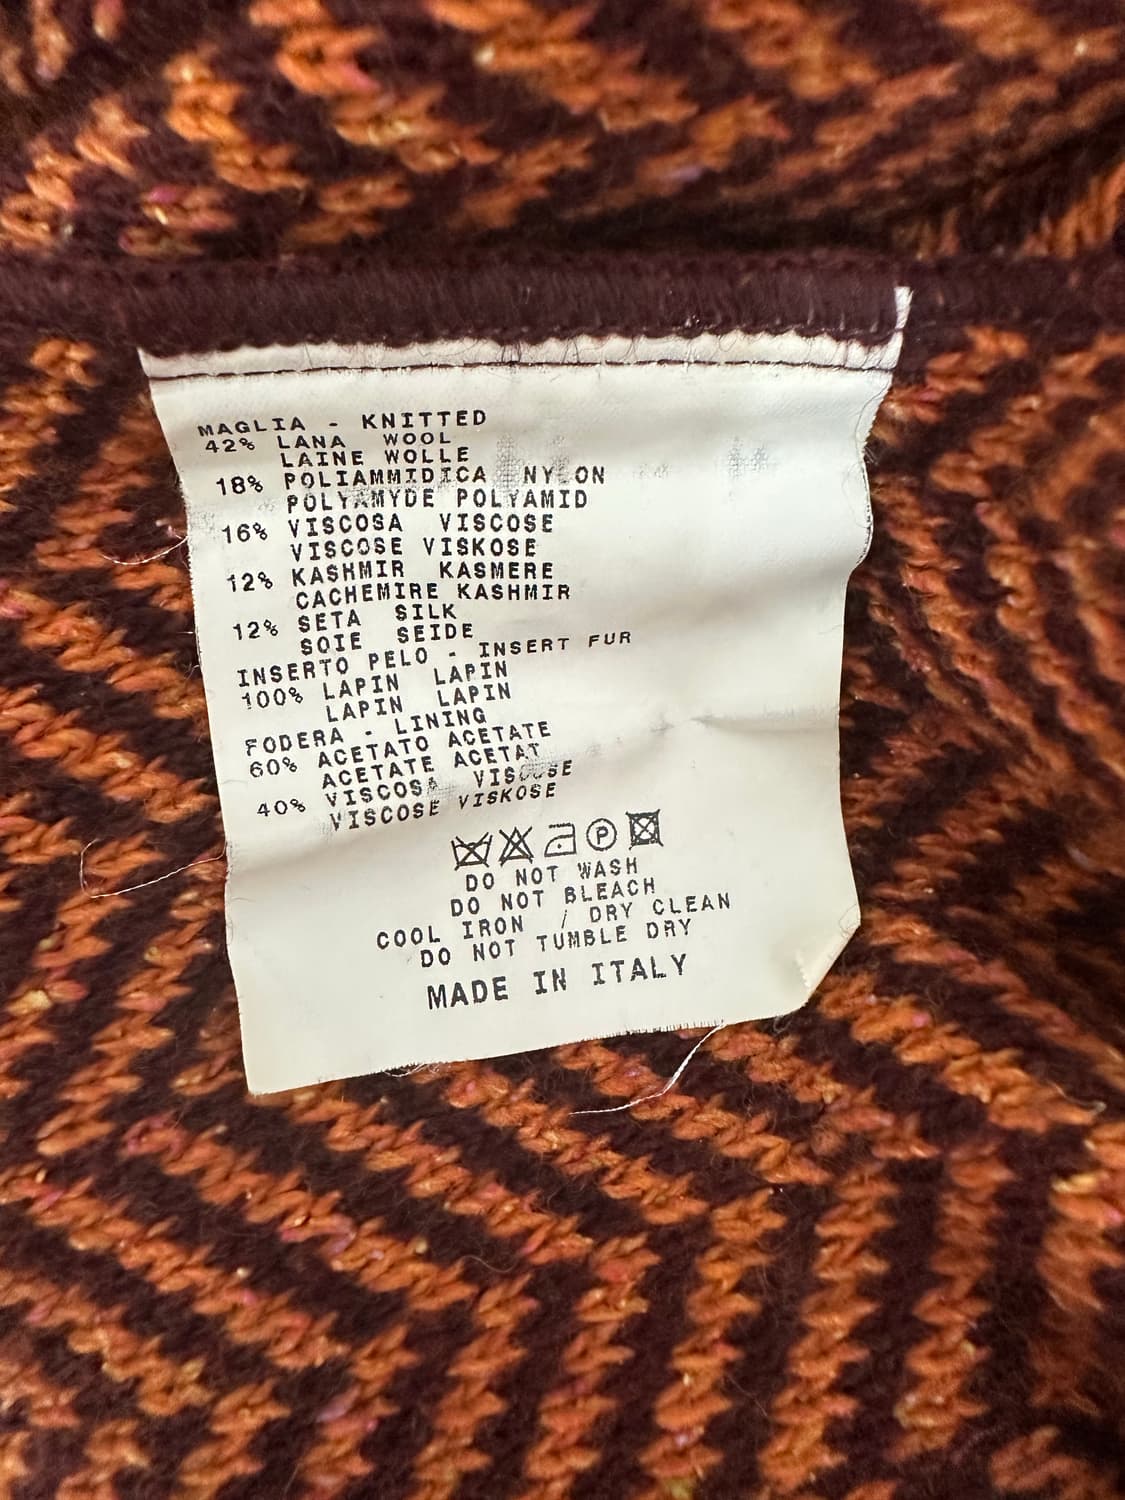 MAGLIA - KNITTED
42% LANA WOOL
LAINE WOLLE
18% POLIAMMIDICA NYLON
POLYAMYDE POLYAMID
16% VISCOSA VISCOSE
VISCOSE VISKOSE
12% KASHMIR KASMERE
CACHEMIRE KASHMIR
12% SETA SILK
SOIE SEIDE
INSERTO PELO - INSERT FUR
100% LAPIN LAPIN
LAPIN LAPIN
FODERA - LINING
60% ACETATO ACETATE
ACETATE ACETAT
40% VISCOSA VISCOSE
VISCOSE VISKOSE
P
DO NOT WASH
DO NOT BLEACH
COOL IRON / DRY CLEAN
DO NOT TUMBLE DRY
MADE IN ITALY